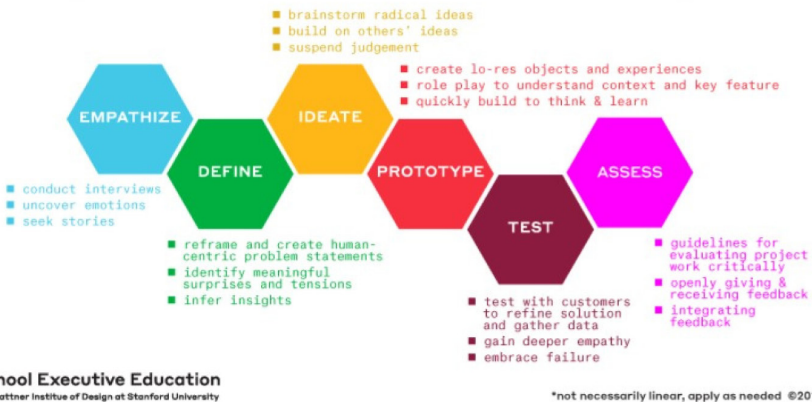 brainstorm radical ideas
build on others' ideas
suspend judgement
create lo-res objects and experiences
role play to understand context and key feature
quickly build to think & learn
EMPATHIZE
IDEATE
DEFINE
PROTOTYPE
ASSESS
TEST
conduct interviews
uncover emotions
seek stories
reframe and create human-
centric problem statements
identify meaningful
surprises and tensions
infer insights
guidelines for
evaluating project
work critically
openly giving &
receiving feedback
integrating
feedback
test with customers
to refine solution
and gather data
gain deeper empathy
embrace failure
Executive Education
Institue of Design at Stanford University
*not necessarily linear, apply as needed